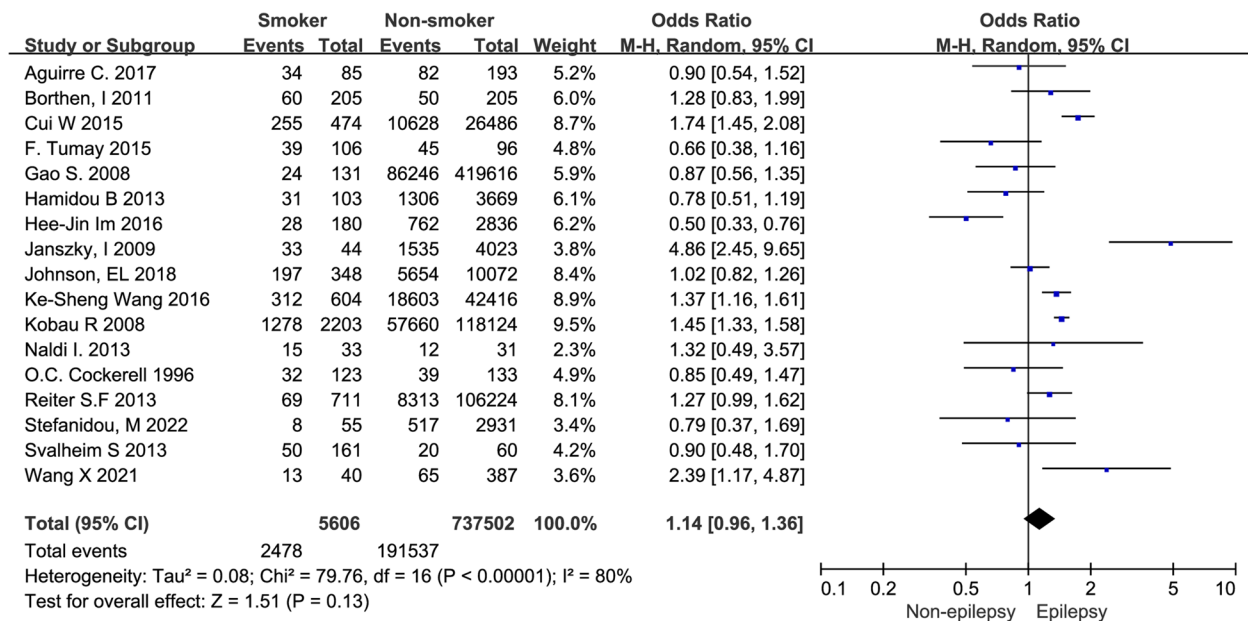 Smoker Non-smoker Odds Ratio Odds Ratio
Study or Subgroup Events Total Events Total Weight M-H, Random, 95% CI M-H, Random, 95% CI
Aguirre C. 2017 34 85 82 193 5.2% 0.90 [0.54, 1.52]
Borthen, I 2011 60 205 50 205 6.0% 1.28 [0.83, 1.99]
Cui W 2015 255 474 10628 26486 8.7% 1.74 [1.45, 2.08]
F. Tumay 2015 39 106 45 96 4.8% 0.66 [0.38, 1.16]
Gao S. 2008 24 131 86246 419616 5.9% 0.87 [0.56, 1.35]
Hamidou B 2013 31 103 1306 3669 6.1% 0.78 [0.51, 1.19]
Hee-Jin Im 2016 28 180 762 2836 6.2% 0.50 [0.33, 0.76]
Janszky, I 2009 33 44 1535 4023 3.8% 4.86 [2.45, 9.65]
Johnson, EL 2018 197 348 5654 10072 8.4% 1.02 [0.82, 1.26]
Ke-Sheng Wang 2016 312 604 18603 42416 8.9% 1.37 [1.16, 1.61]
Kobau R 2008 1278 2203 57660 118124 9.5% 1.45 [1.33, 1.58]
Naldi I. 2013 15 33 12 31 2.3% 1.32 [0.49, 3.57]
O.C. Cockerell 1996 32 123 39 133 4.9% 0.85 [0.49, 1.47]
Reiter S.F 2013 69 711 8313 106224 8.1% 1.27 [0.99, 1.62]
Stefanidou, M 2022 8 55 517 2931 3.4% 0.79 [0.37, 1.69]
Svalheim S 2013 50 161 20 60 4.2% 0.90 [0.48, 1.70]
Wang X 2021 13 40 65 387 3.6% 2.39 [1.17, 4.87]
Total (95% CI) 5606 737502 100.0% 1.14 [0.96, 1.36]
Total events 2478 191537
Heterogeneity: Tau² = 0.08; Chi² = 79.76, df = 16 (P < 0.00001); I² = 80%
Test for overall effect: Z = 1.51 (P = 0.13)
0.1 0.2 0.5 1 2 5 10
Non-epilepsy Epilepsy